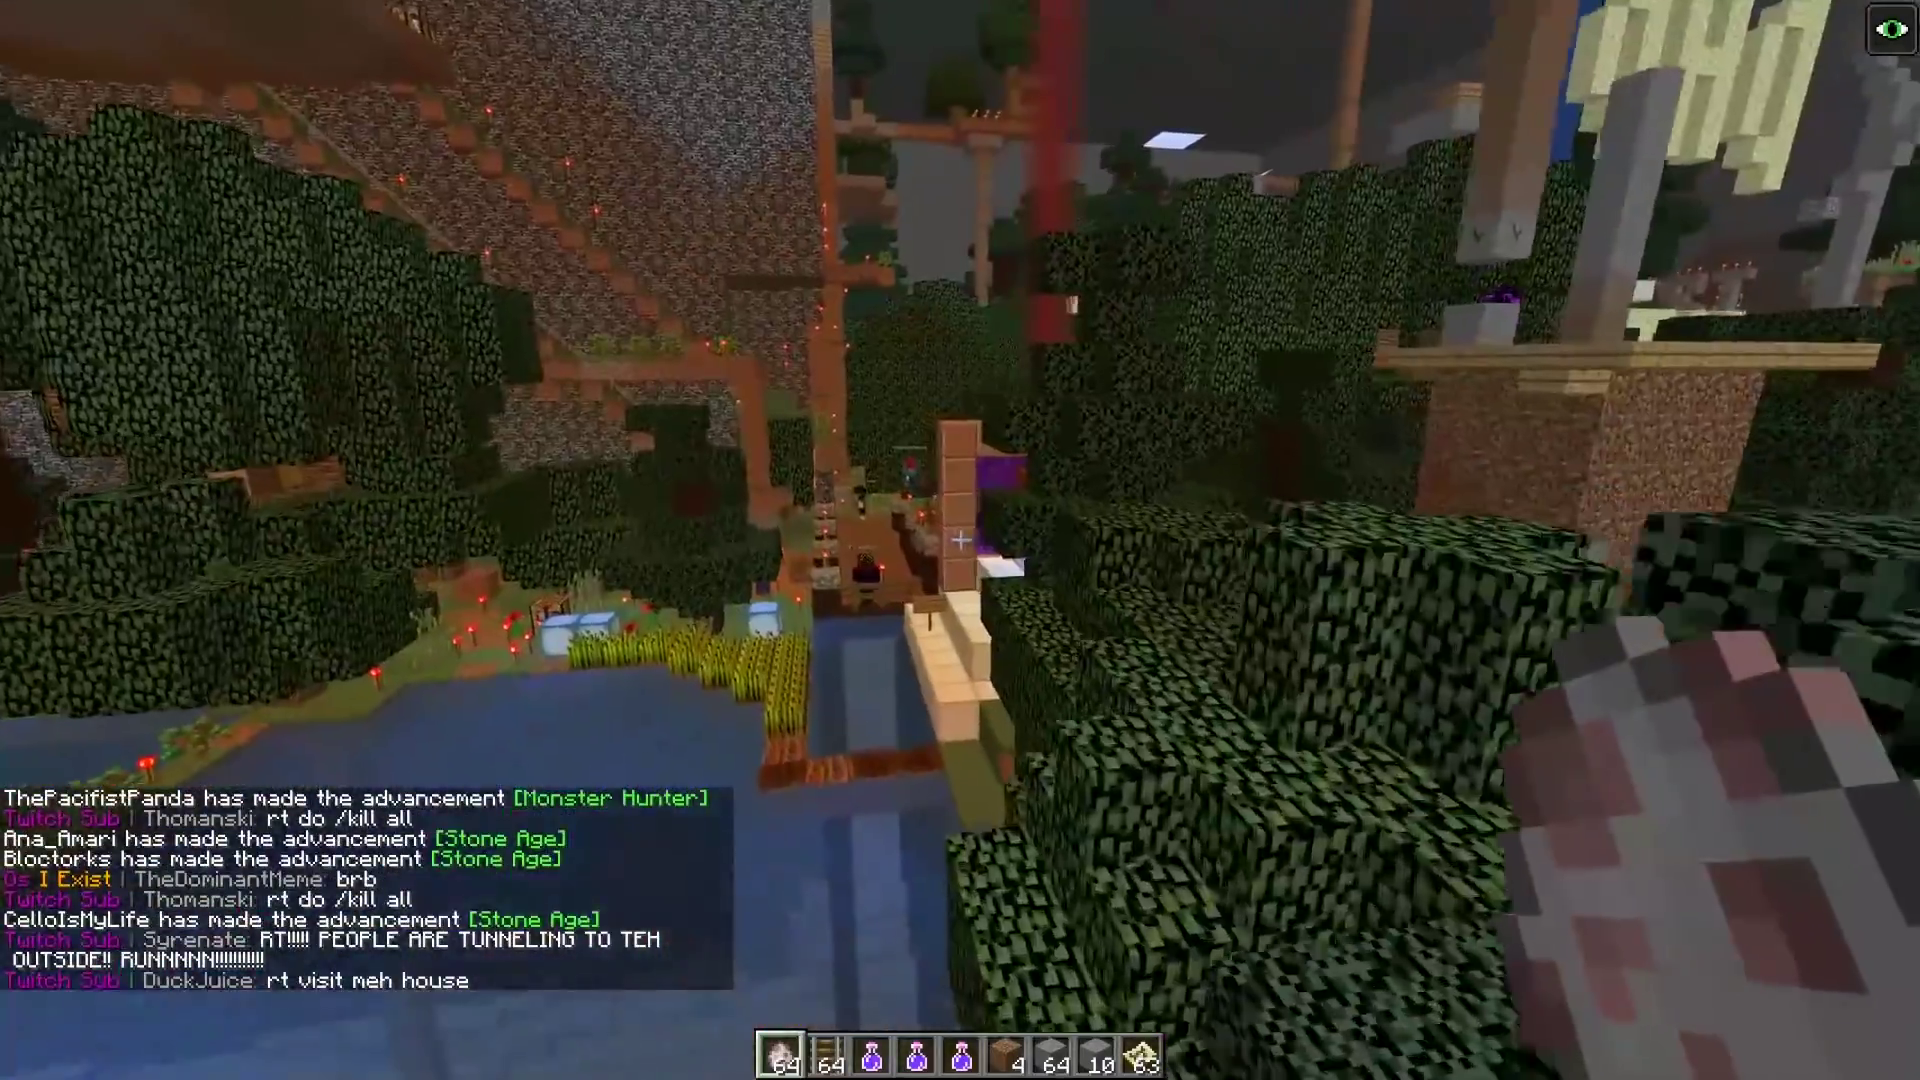 ThePacifistPanda has made the advancement [Monster Hunter]
Twitch Sub | Thomanski: rt do /kill all
Ana_Amari has made the advancement [Stone Age]
Bloctorks has made the advancement [Stone Age]
Os I Exist | TheDominantMeme: brb
Twitch Sub | Thomanski: rt do /kill all
CelloIsMyLife has made the advancement [Stone Age]
Twitch Sub | Syrenate: RT!!!!! PEOPLE ARE TUNNELING TO TEH
OUTSIDE!! RUNNNNN!!!!!!!!!!!
Twitch Sub | DuckJuice: rt visit meh house
64 64 4 64 10 63